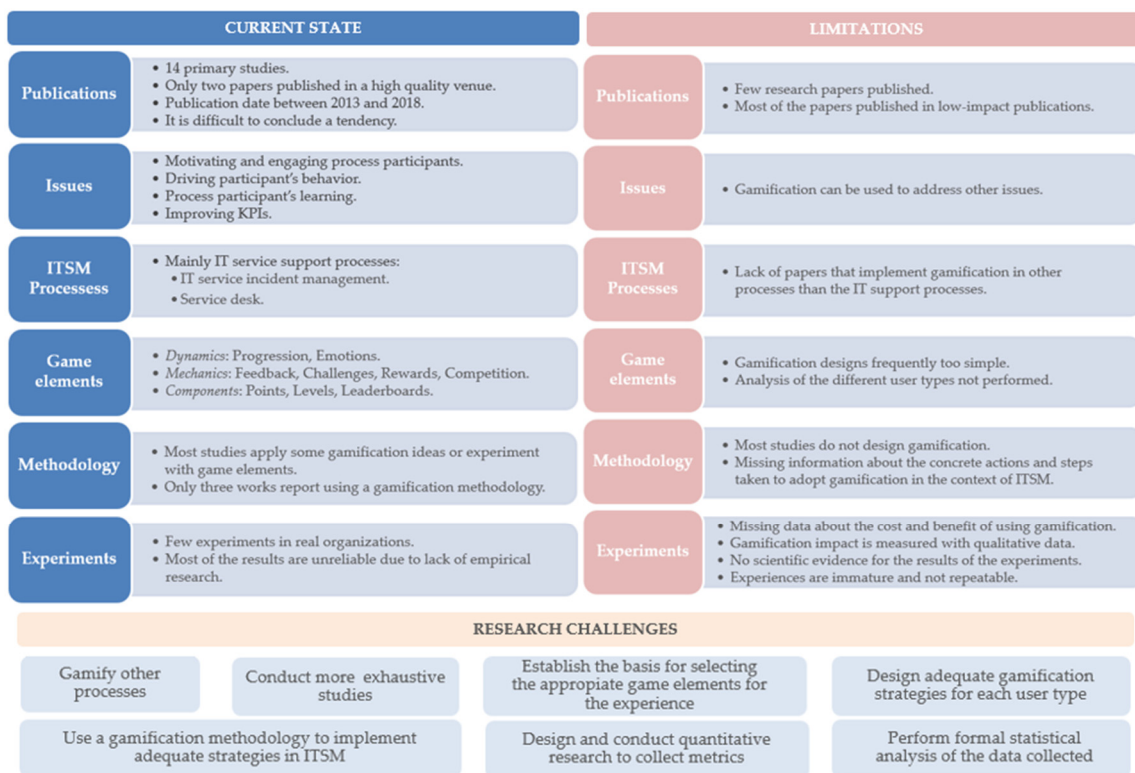 CURRENT STATE
Publications
• 14 primary studies.
• Only two papers published in a high quality venue.
• Publication date between 2013 and 2018.
• It is difficult to conclude a tendency.
Issues
• Motivating and engaging process participants.
• Driving participant's behavior.
• Process participant's learning.
• Improving KPIs.
ITSM
Processess
• Mainly IT service support processes:
• IT service incident management.
• Service desk.
Game
elements
• Dynamics: Progression, Emotions.
• Mechanics: Feedback, Challenges, Rewards, Competition.
• Components: Points, Levels, Leaderboards.
Methodology
• Most studies apply some gamification ideas or experiment
with game elements.
• Only three works report using a gamification methodology.
Experiments
• Few experiments in real organizations.
• Most of the results are unreliable due to lack of empirical
research.
LIMITATIONS
Publications
• Few research papers published.
• Most of the papers published in low-impact publications.
Issues
• Gamification can be used to address other issues.
ITSM
Processes
• Lack of papers that implement gamification in other
processes than the IT support processes.
Game
elements
• Gamification designs frequently too simple.
• Analysis of the different user types not performed.
Methodology
• Most studies do not design gamification.
• Missing information about the concrete actions and steps
taken to adopt gamification in the context of ITSM.
Experiments
• Missing data about the cost and benefit of using gamification.
• Gamification impact is measured with qualitative data.
• No scientific evidence for the results of the experiments.
• Experiences are immature and not repeatable.
RESEARCH CHALLENGES
Gamify other
processes
Conduct more exhaustive
studies
Establish the basis for selecting
the appropiate game elements for
the experience
Design adequate gamification
strategies for each user type
Use a gamification methodology to implement
adequate strategies in ITSM
Design and conduct quantitative
research to collect metrics
Perform formal statistical
analysis of the data collected